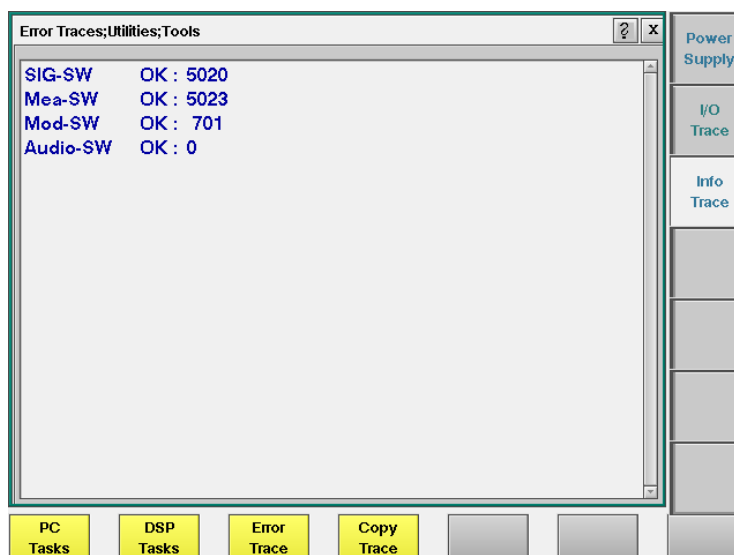 Error Traces;Utilities;Tools
? x
SIG-SW OK : 5020
Mea-SW OK : 5023
Mod-SW OK : 701
Audio-SW OK : 0
Power
Supply
I/O
Trace
Info
Trace
PC
Tasks
DSP
Tasks
Error
Trace
Copy
Trace